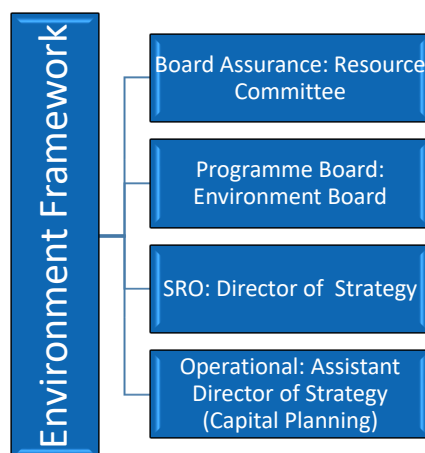 Environment Framework
Board Assurance: Resource
Committee
Programme Board:
Environment Board
SRO: Director of Strategy
Operational: Assistant
Director of Strategy
(Capital Planning)